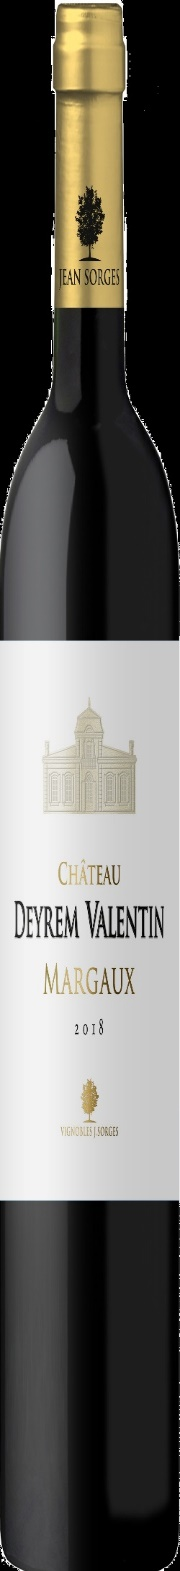 JEAN SORGES
CHÂTEAU
DEYREM VALENTIN
MARGAUX
2018
VIGNOBLES J. SORGES